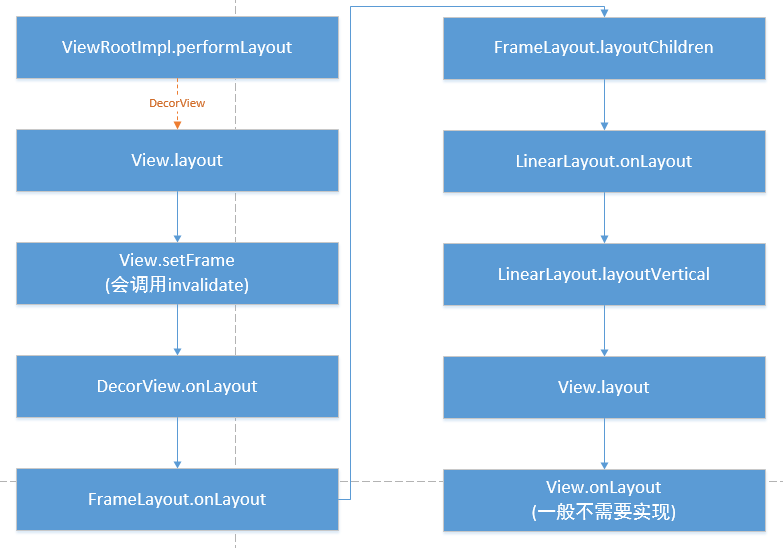 ViewRootImpl.performLayout
DecorView
View.layout
View.setFrame
(会调用invalidate)
DecorView.onLayout
FrameLayout.onLayout
FrameLayout.layoutChildren
LinearLayout.onLayout
LinearLayout.layoutVertical
View.layout
View.onLayout
(一般不需要实现)